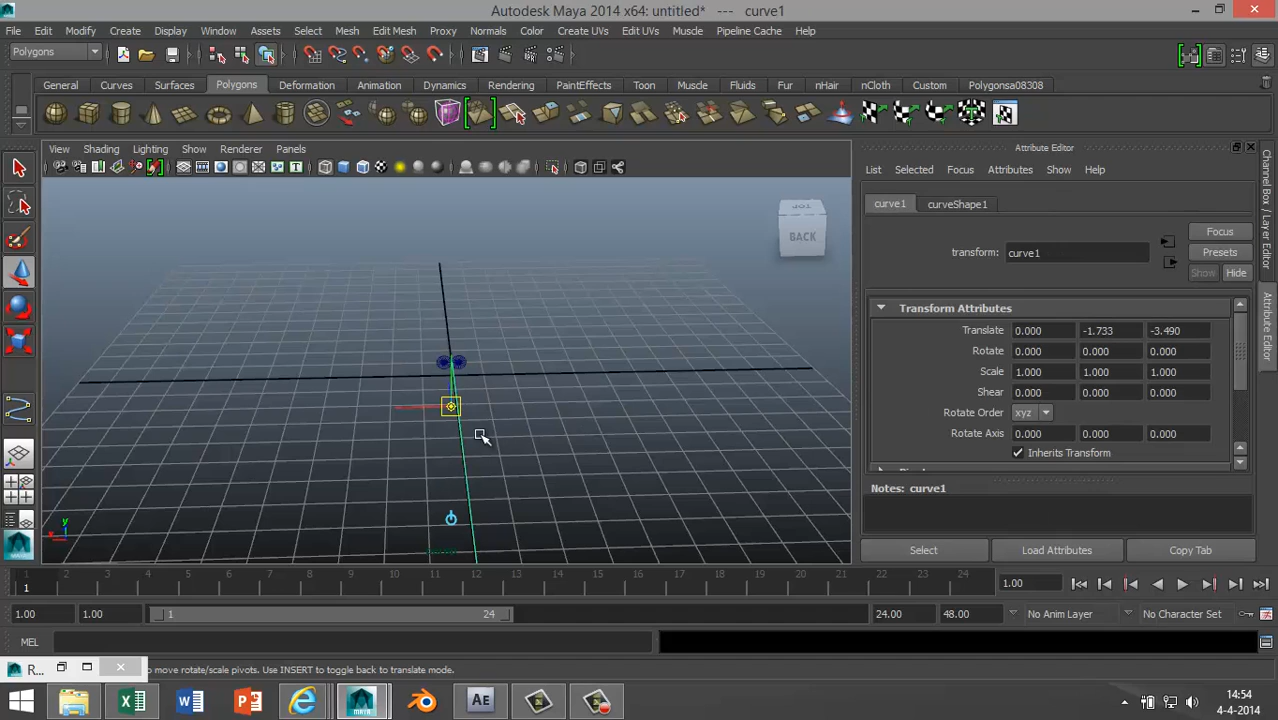 Autodesk Maya 2014 x64: untitled* --- curve1
File Edit Modify Create Display Window Assets Select Mesh Edit Mesh Proxy Normals Color Create UVs Edit UVs Muscle Pipeline Cache Help
Polygons
General Curves Surfaces Polygons Deformation Animation Dynamics Rendering PaintEffects Toon Muscle Fluids Fur nHair nCloth Custom Polygonsa08308
View Shading Lighting Show Renderer Panels
BACK
y
Attribute Editor
List Selected Focus Attributes Show Help
curve1 curveShape1
Focus
transform: curve1
Presets
Show Hide
Transform Attributes
Translate 0.000 -1.733 -3.490
Rotate 0.000 0.000 0.000
Scale 1.000 1.000 1.000
Shear 0.000 0.000 0.000
Rotate Order xyz
Rotate Axis 0.000 0.000 0.000
Inherits Transform
Notes: curve1
Select Load Attributes Copy Tab
Channel Box / Layer Editor
Attribute Editor
1 2 3 4 5 6 7 8 9 10 11 12 13 14 15 16 17 18 19 20 21 22 23 24
1 1.00
1.00 1.00 1 24 24.00 48.00 No Anim Layer No Character Set
MEL
R... to move rotate/scale pivots. Use INSERT to toggle back to translate mode.
14:54
4-4-2014